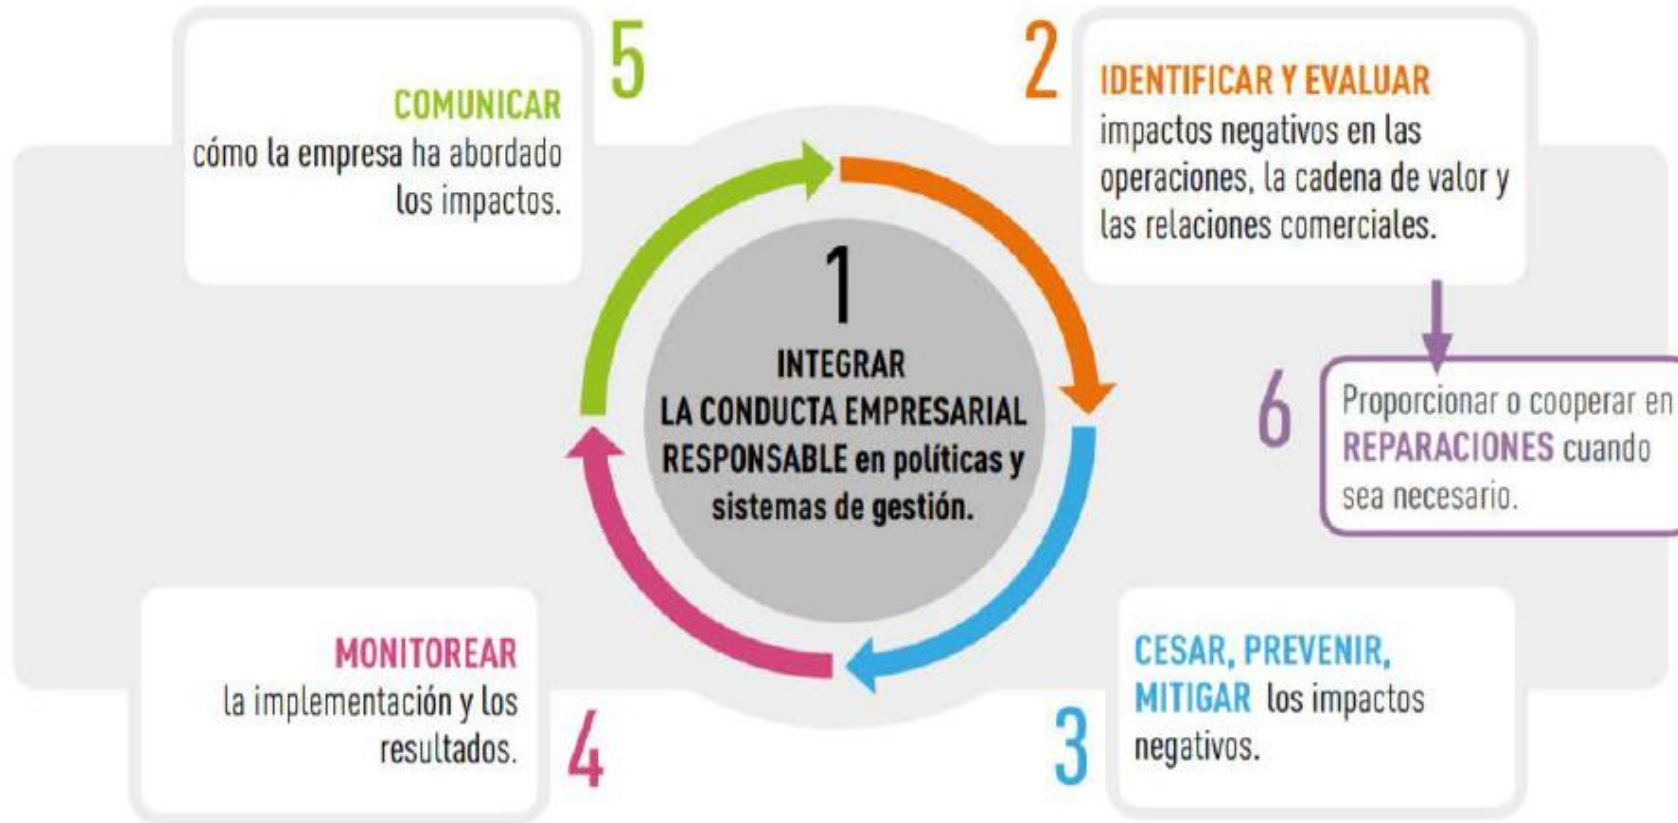 5
COMUNICAR
cómo la empresa ha abordado
los impactos.
2
IDENTIFICAR Y EVALUAR
impactos negativos en las
operaciones, la cadena de valor y
las relaciones comerciales.
1
INTEGRAR
LA CONDUCTA EMPRESARIAL
RESPONSABLE en políticas y
sistemas de gestión.
6
Proporcionar o cooperar en
REPARACIONES cuando
sea necesario.
MONITOREAR
la implementación y los
resultados.
4
3
CESAR, PREVENIR,
MITIGAR los impactos
negativos.